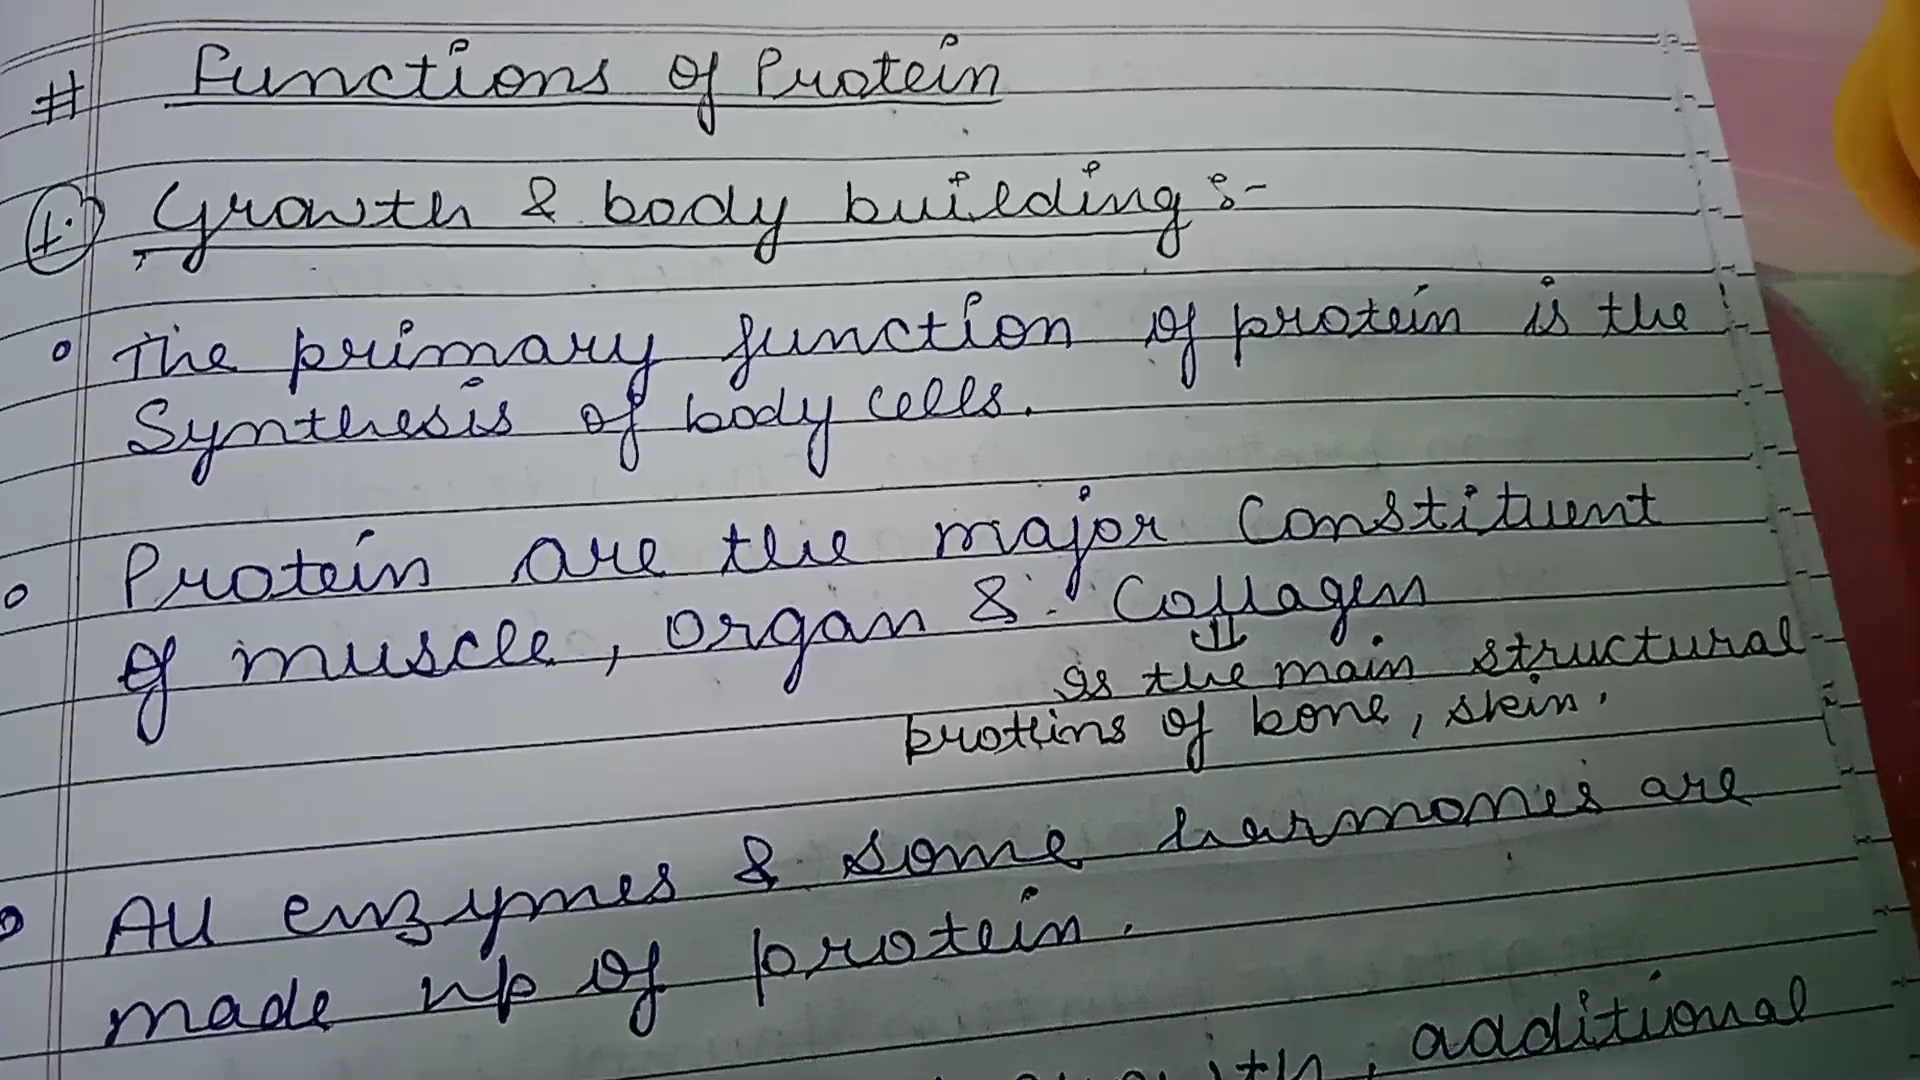 # Functions of Protein
1. Growth & body building :-
The primary function of protein is the
Synthesis of body cells.
Protein are the major Constituent
of muscle, organ & Collagen
is the main structural
proteins of bone, skin.
All enzymes & some harmones are
made up of protein.
additional